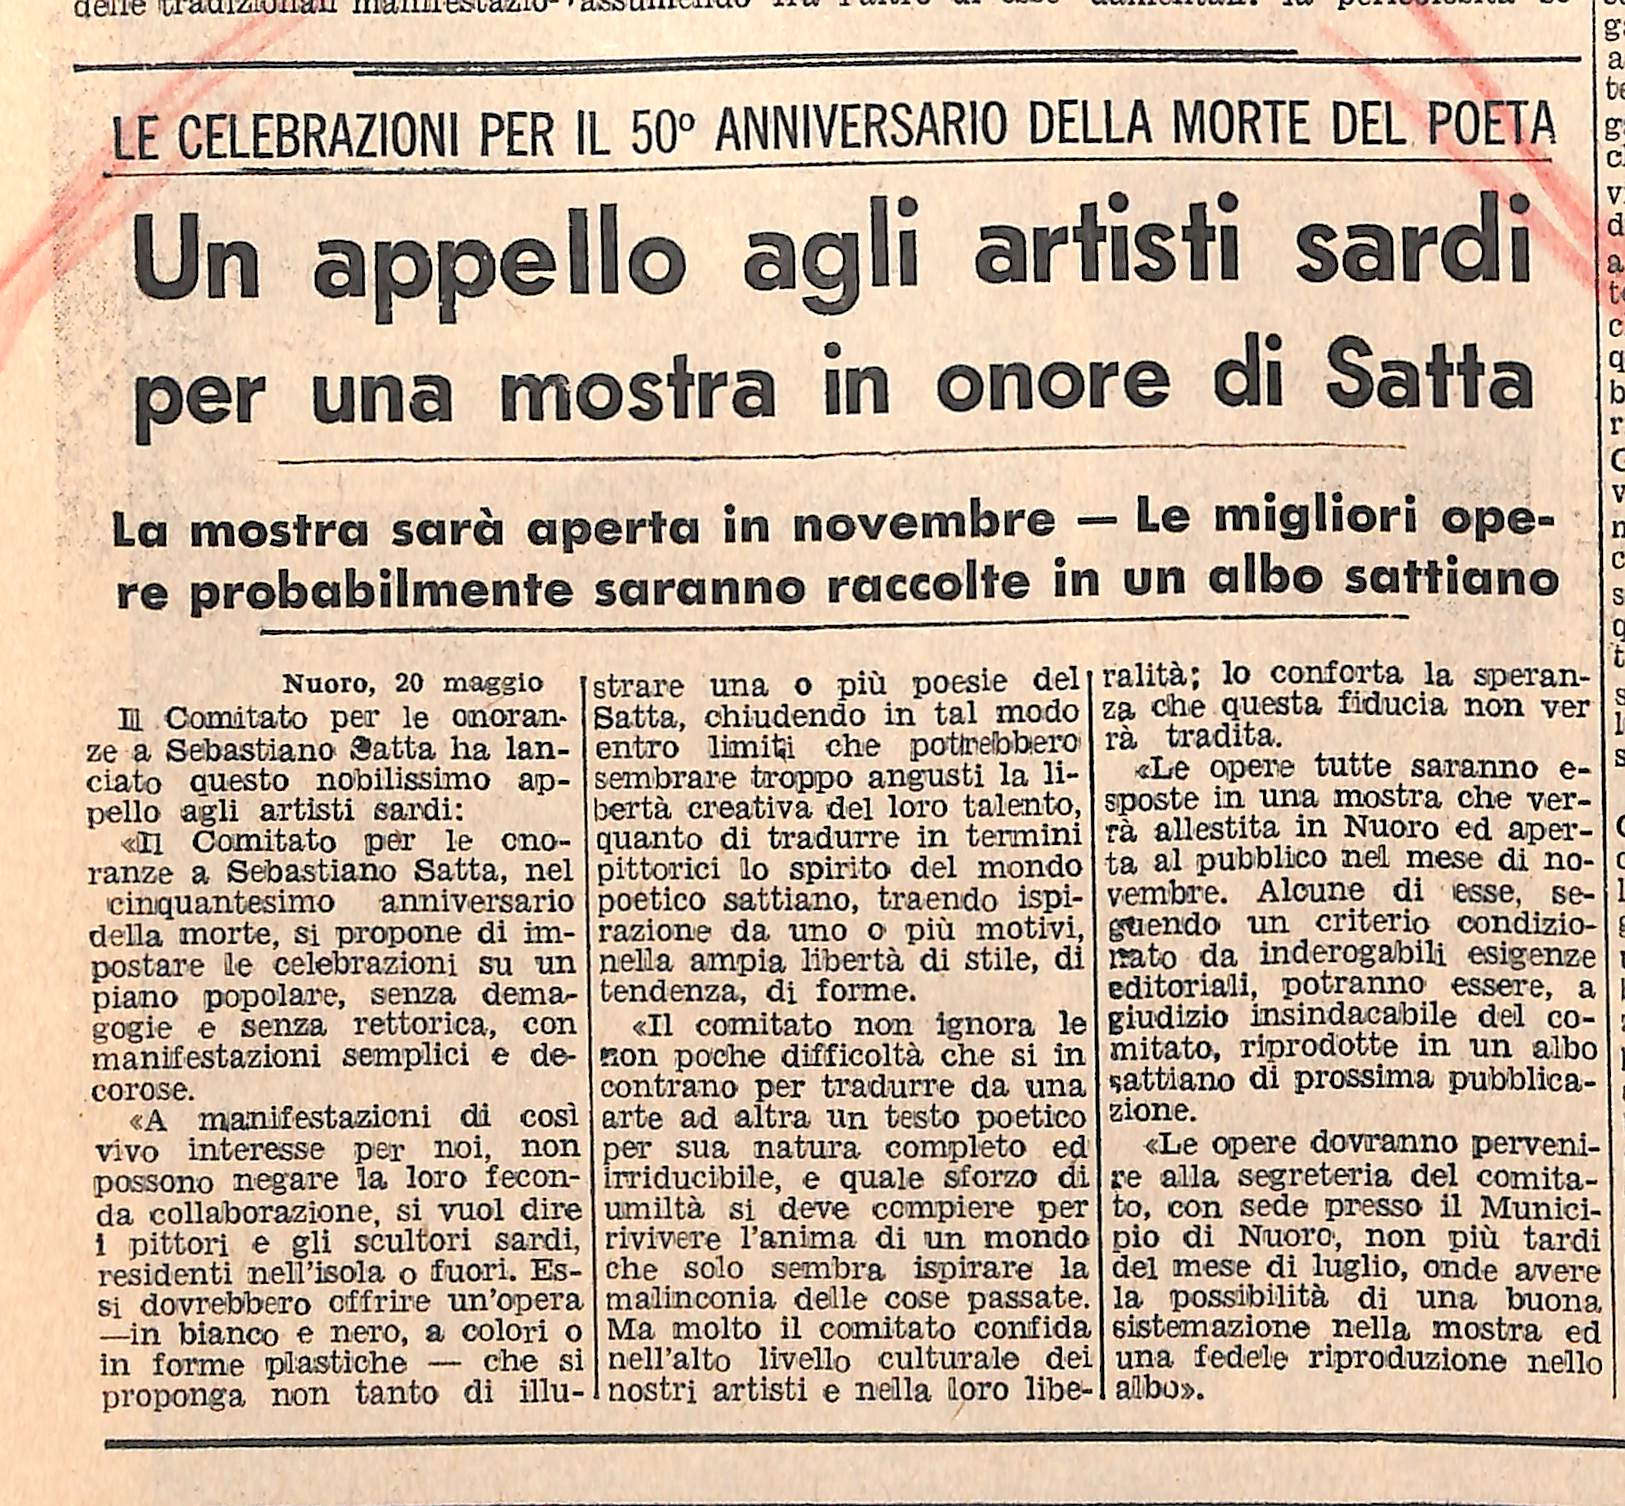 delle tradizionali manifestazio-
LE CELEBRAZIONI PER IL 50º ANNIVERSARIO DELLA MORTE DEL POETA
Un appello agli artisti sardi
per una mostra in onore di Satta
La mostra sarà aperta in novembre — Le migliori ope-
re probabilmente saranno raccolte in un albo sattiano
Nuoro, 20 maggio
Il Comitato per le onoran-
ze a Sebastiano Satta ha lan-
ciato questo nobilissimo ap-
pello agli artisti sardi:
«Il Comitato per le ono-
ranze a Sebastiano Satta, nel
cinquantesimo anniversario
della morte, si propone di im-
postare le celebrazioni su un
piano popolare, senza dema-
gogie e senza rettorica, con
manifestazioni semplici e de-
corose.
«A manifestazioni di così
vivo interesse per noi, non
possono negare la loro fecon-
da collaborazione, si vuol dire
i pittori e gli scultori sardi,
residenti nell'isola o fuori. Es-
si dovrebbero offrire un'opera
—in bianco e nero, a colori o
in forme plastiche — che si
proponga non tanto di illu-
strare una o più poesie del
Satta, chiudendo in tal modo
entro limiti che potrebbero
sembrare troppo angusti la li-
bertà creativa del loro talento,
quanto di tradurre in termini
pittorici lo spirito del mondo
poetico sattiano, traendo ispi-
razione da uno o più motivi,
nella ampia libertà di stile, di
tendenza, di forme.
«Il comitato non ignora le
non poche difficoltà che si in
contrano per tradurre da una
arte ad altra un testo poetico
per sua natura completo ed
irriducibile, e quale sforzo di
umiltà si deve compiere per
rivivere l'anima di un mondo
che solo sembra ispirare la
malinconia delle cose passate.
Ma molto il comitato confida
nell'alto livello culturale dei
nostri artisti e nella loro libe-
ralità; lo conforta la speran-
za che questa fiducia non ver
rà tradita.
«Le opere tutte saranno e-
sposte in una mostra che ver-
rà allestita in Nuoro ed aper-
ta al pubblico nel mese di no-
vembre. Alcune di esse, se-
guendo un criterio condizio-
nato da inderogabili esigenze
editoriali, potranno essere, a
giudizio insindacabile del co-
mitato, riprodotte in un albo
sattiano di prossima pubblica-
zione.
«Le opere dovranno perveni-
re alla segreteria del comita-
to, con sede presso il Munici-
pio di Nuoro, non più tardi
del mese di luglio, onde avere
la possibilità di una buona
sistemazione nella mostra ed
una fedele riproduzione nello
albo».